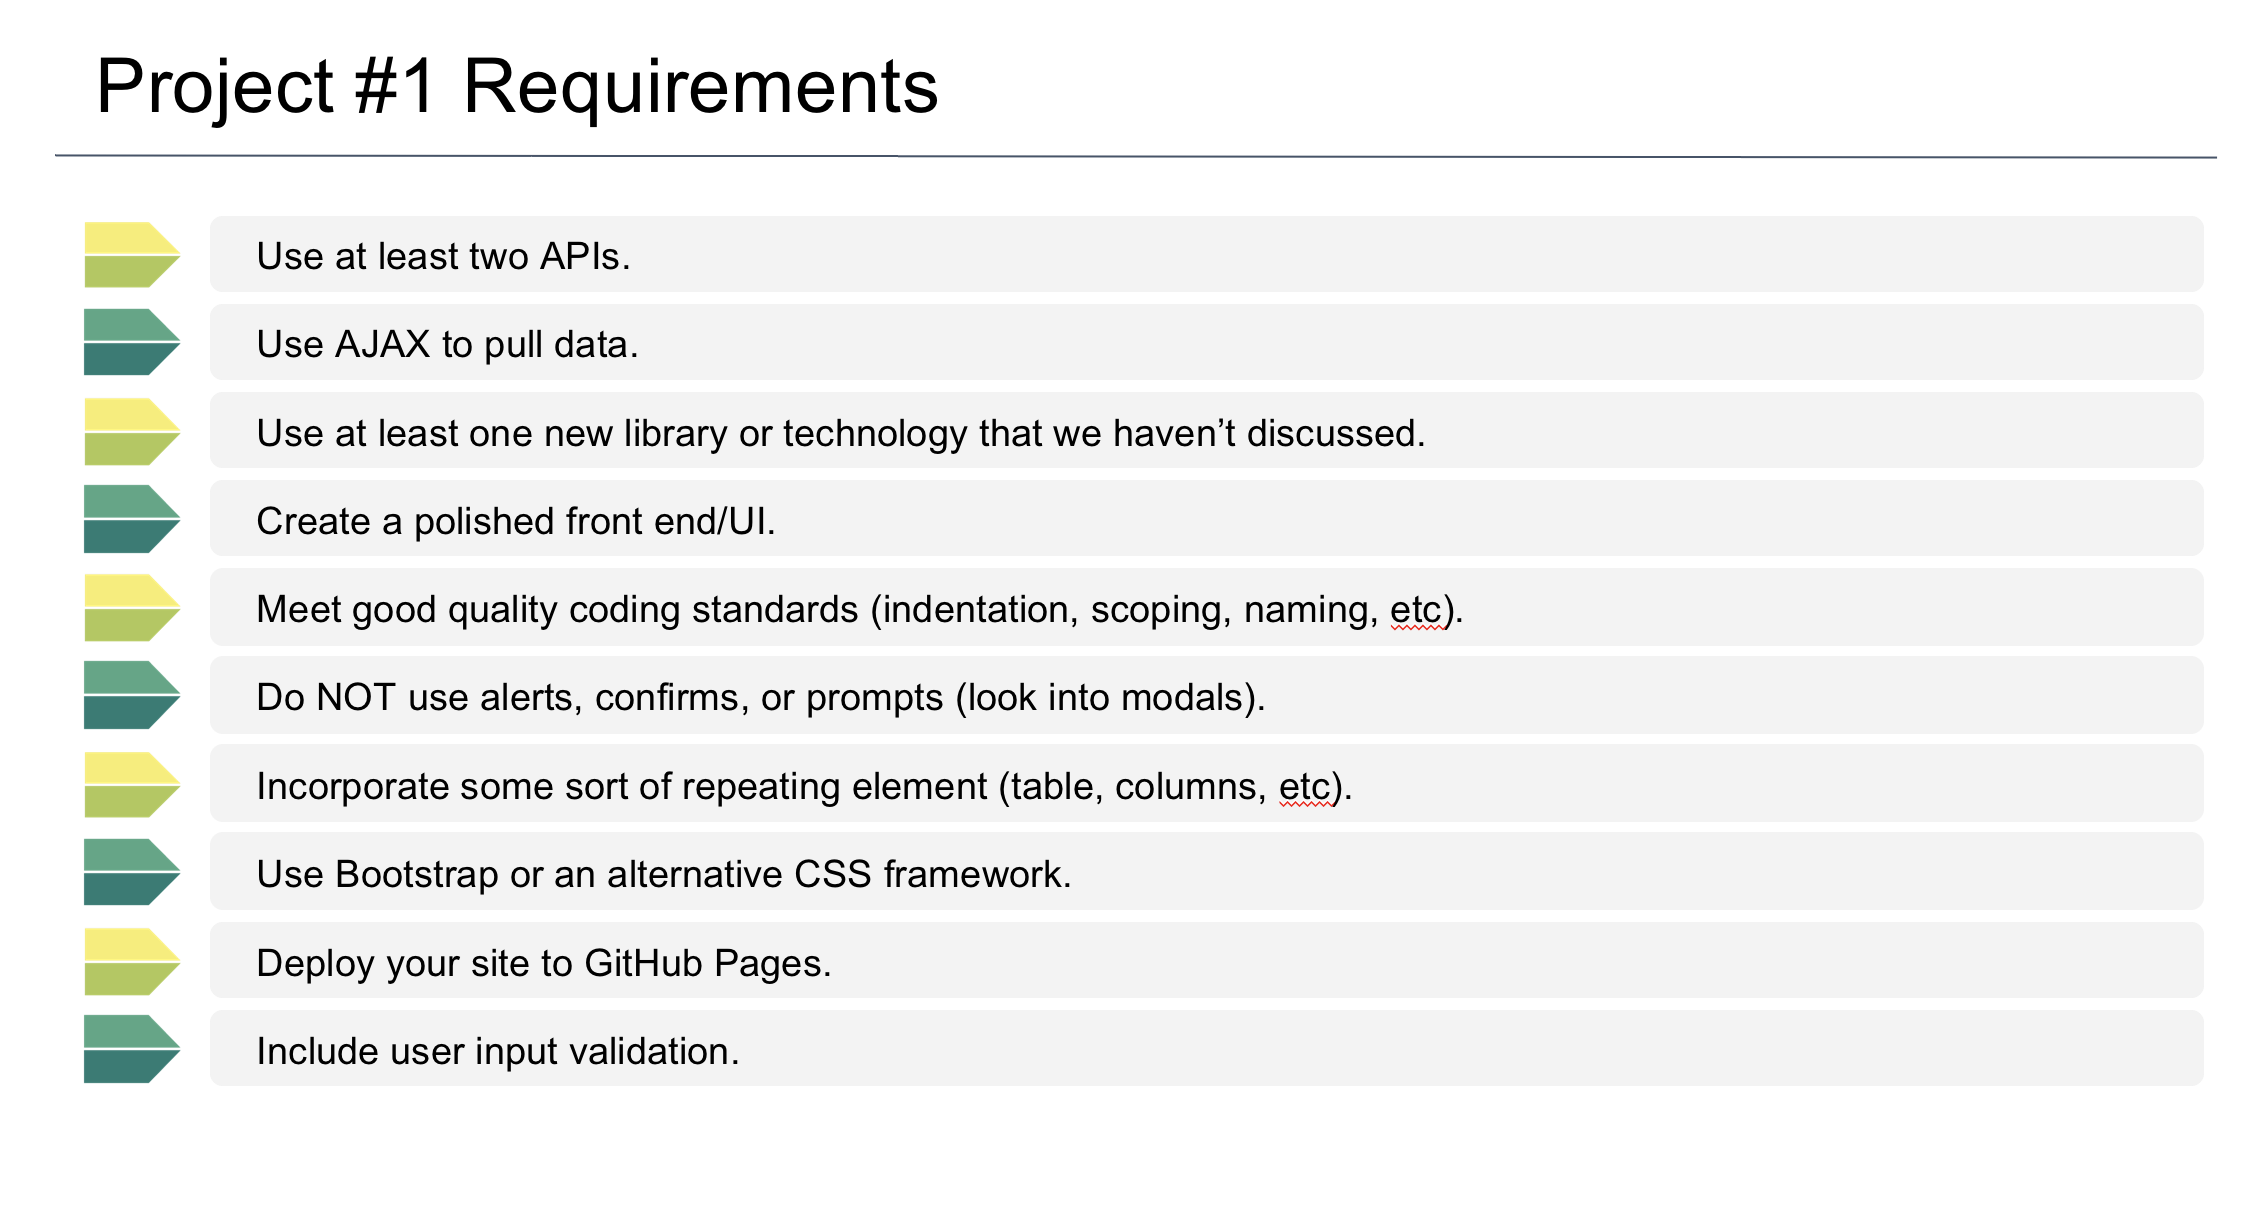 Project #1 Requirements
Use at least two APIs.
Use AJAX to pull data.
Use at least one new library or technology that we haven’t discussed.
Create a polished front end/UI.
Meet good quality coding standards (indentation, scoping, naming, etc).
Do NOT use alerts, confirms, or prompts (look into modals).
Incorporate some sort of repeating element (table, columns, etc).
Use Bootstrap or an alternative CSS framework.
Deploy your site to GitHub Pages.
Include user input validation.